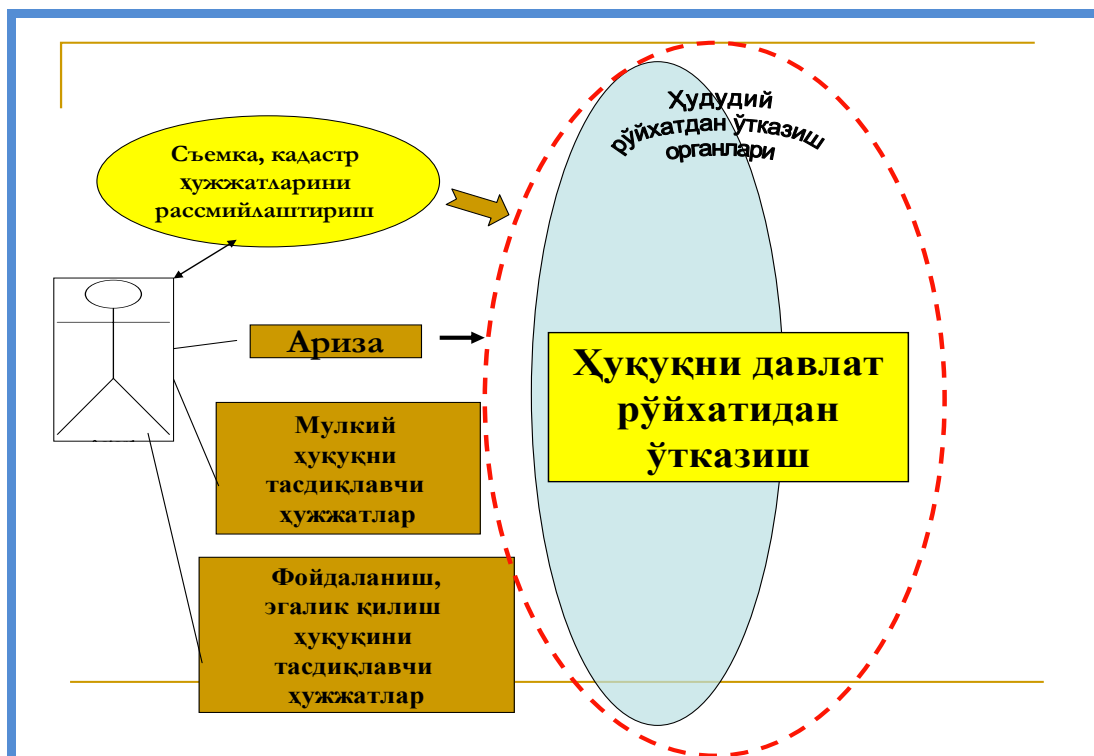 Ҳудудий
рўйхатдан ўтказиш
органлари
Съемка, кадастр
ҳужжатларини
рассмийлаштириш
Ариза
Ҳуқуқни давлат
рўйхатидан
ўтказиш
Мулкий
ҳуқуқни
тасдиқлавчи
ҳужжатлар
Фойдаланиш,
эгалик қилиш
ҳуқуқини
тасдиқлавчи
ҳужжатлар